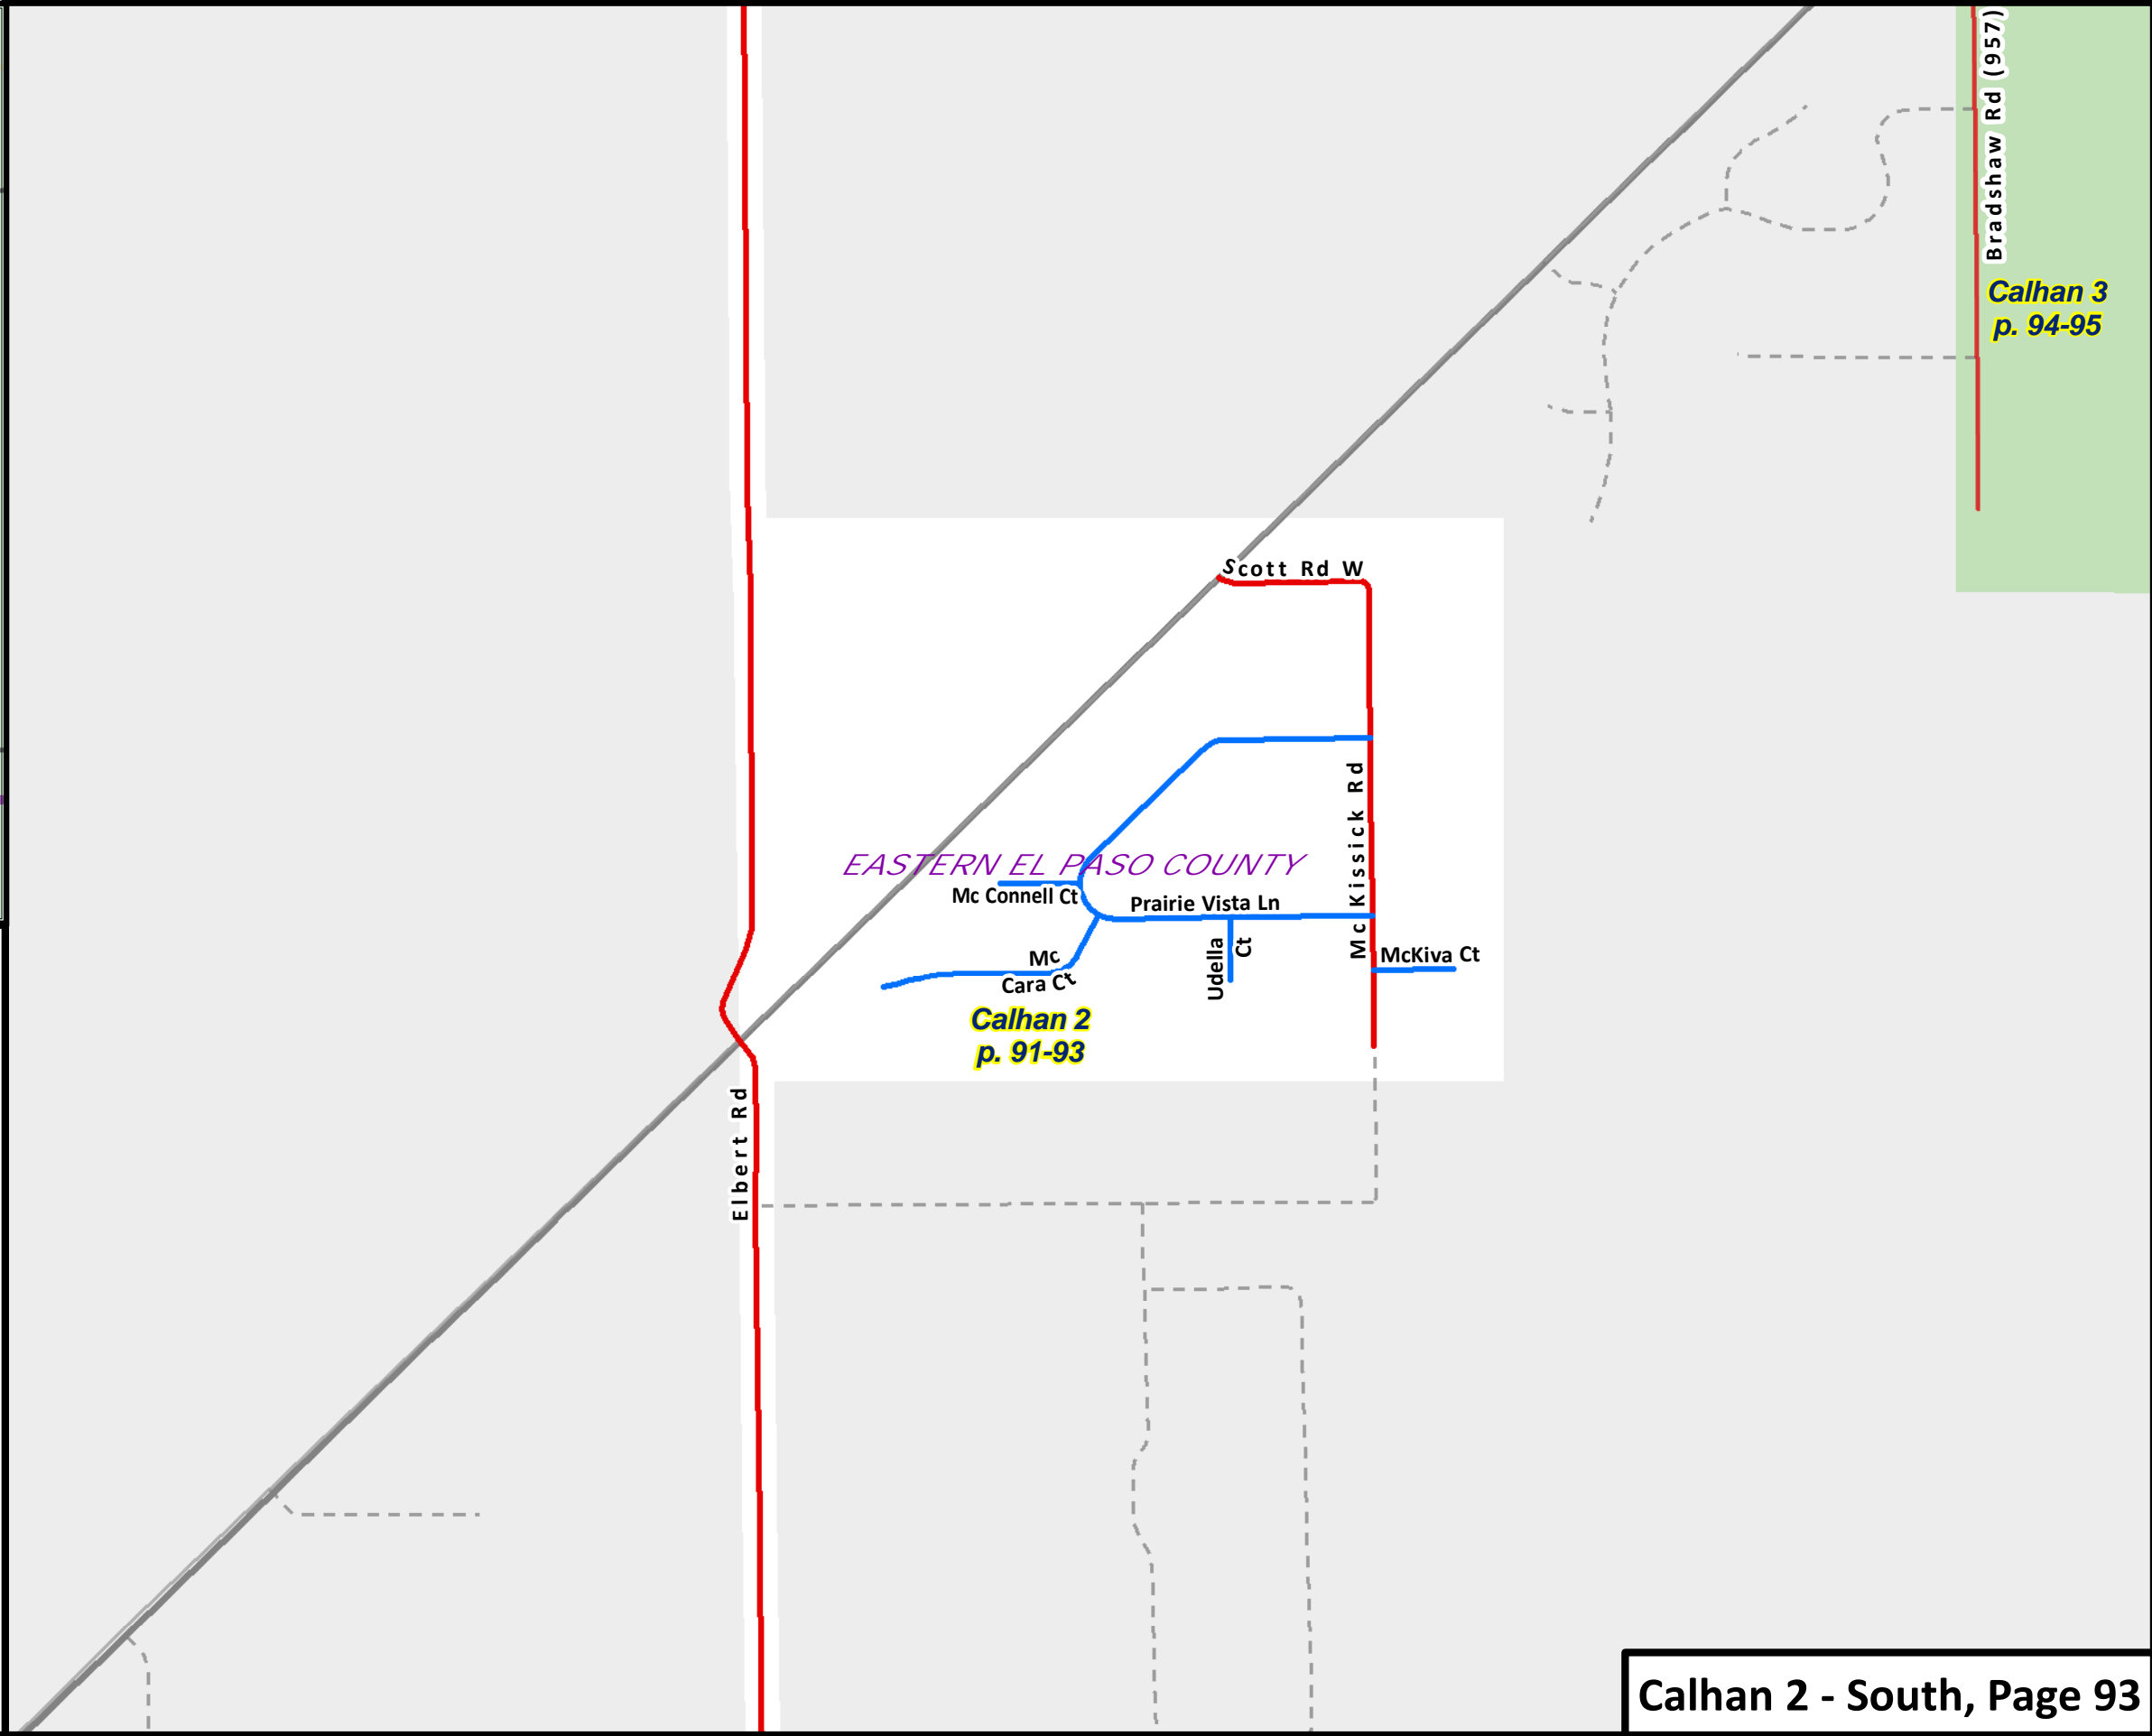 Bradshaw Rd (957)
Calhan 3
p. 94-95
Scott Rd W
Mc Kissick Rd
EASTERN EL PASO COUNTY
Mc Connell Ct
Prairie Vista Ln
McKiva Ct
Udella
Ct
Mc
Cara Ct
Calhan 2
p. 91-93
Elbert Rd
Calhan 2 - South, Page 93